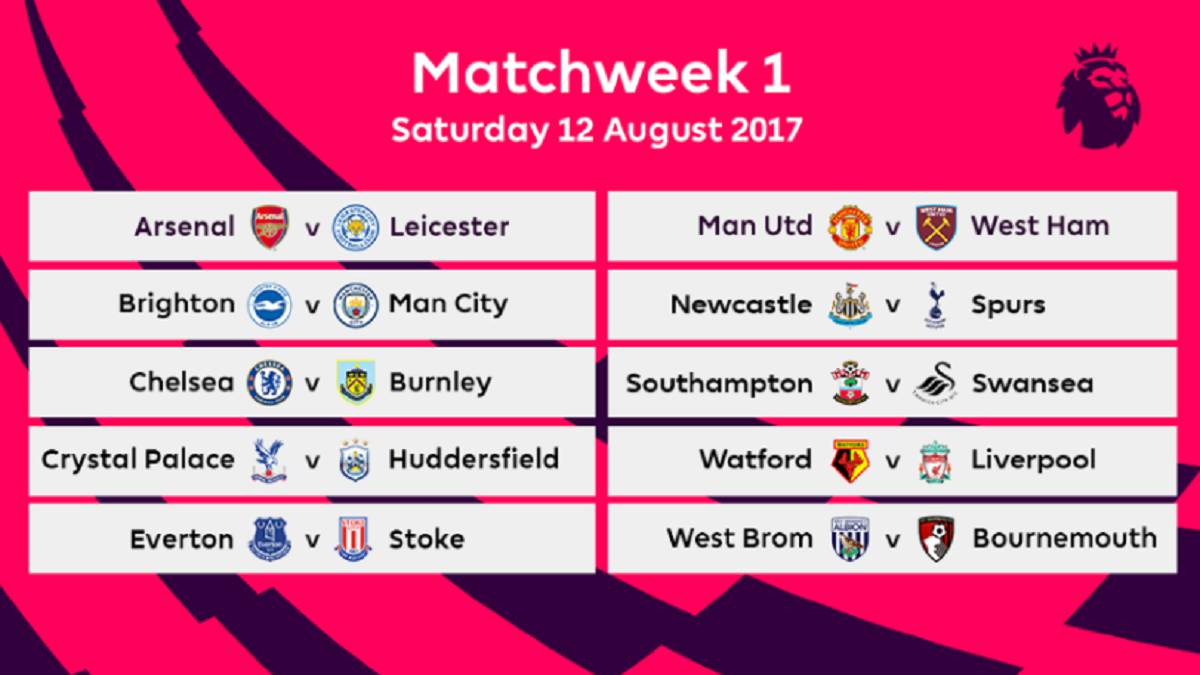 Matchweek 1
Saturday 12 August 2017
Arsenal v Leicester
Brighton v Man City
Chelsea v Burnley
Crystal Palace v Huddersfield
Everton v Stoke
Man Utd v West Ham
Newcastle v Spurs
Southampton v Swansea
Watford v Liverpool
West Brom v Bournemouth